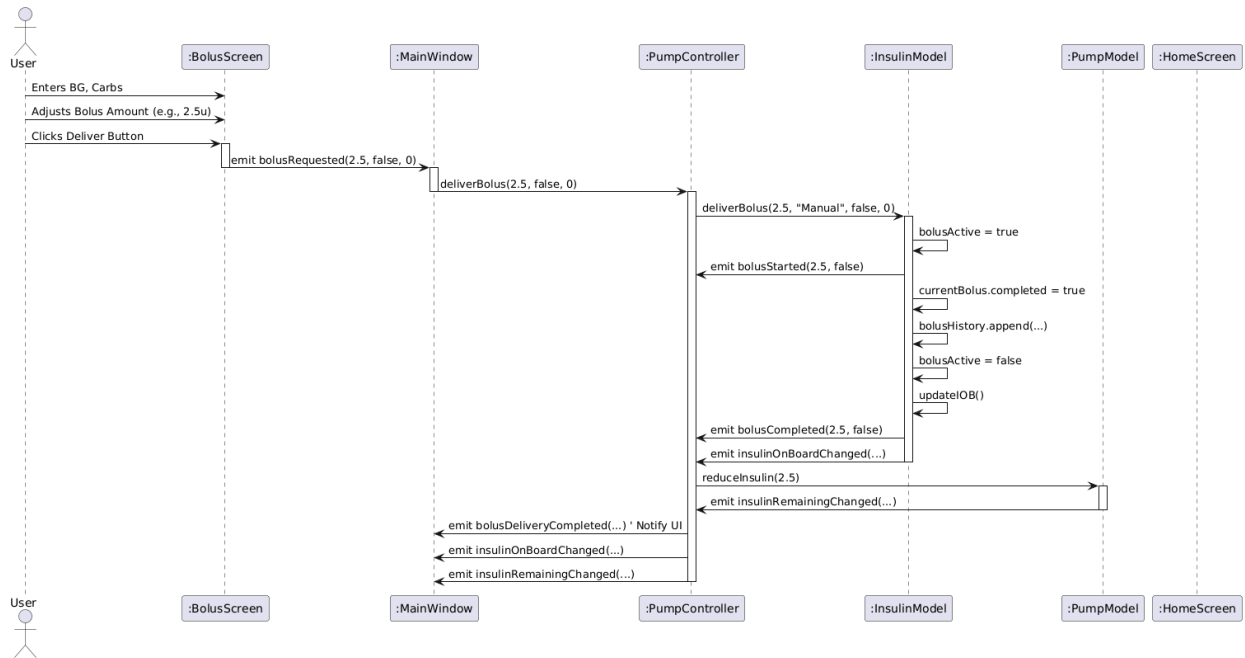 User
:BolusScreen
:MainWindow
:PumpController
:InsulinModel
:PumpModel
:HomeScreen
Enters BG, Carbs
Adjusts Bolus Amount (e.g., 2.5u)
Clicks Deliver Button
emit bolusRequested(2.5, false, 0)
deliverBolus(2.5, false, 0)
deliverBolus(2.5, "Manual", false, 0)
bolusActive = true
emit bolusStarted(2.5, false)
currentBolus.completed = true
bolusHistory.append(...)
bolusActive = false
updateIOB()
emit bolusCompleted(2.5, false)
emit insulinOnBoardChanged(...)
reduceInsulin(2.5)
emit insulinRemainingChanged(...)
emit bolusDeliveryCompleted(...) ' Notify UI
emit insulinOnBoardChanged(...)
emit insulinRemainingChanged(...)
User
:BolusScreen
:MainWindow
:PumpController
:InsulinModel
:PumpModel
:HomeScreen